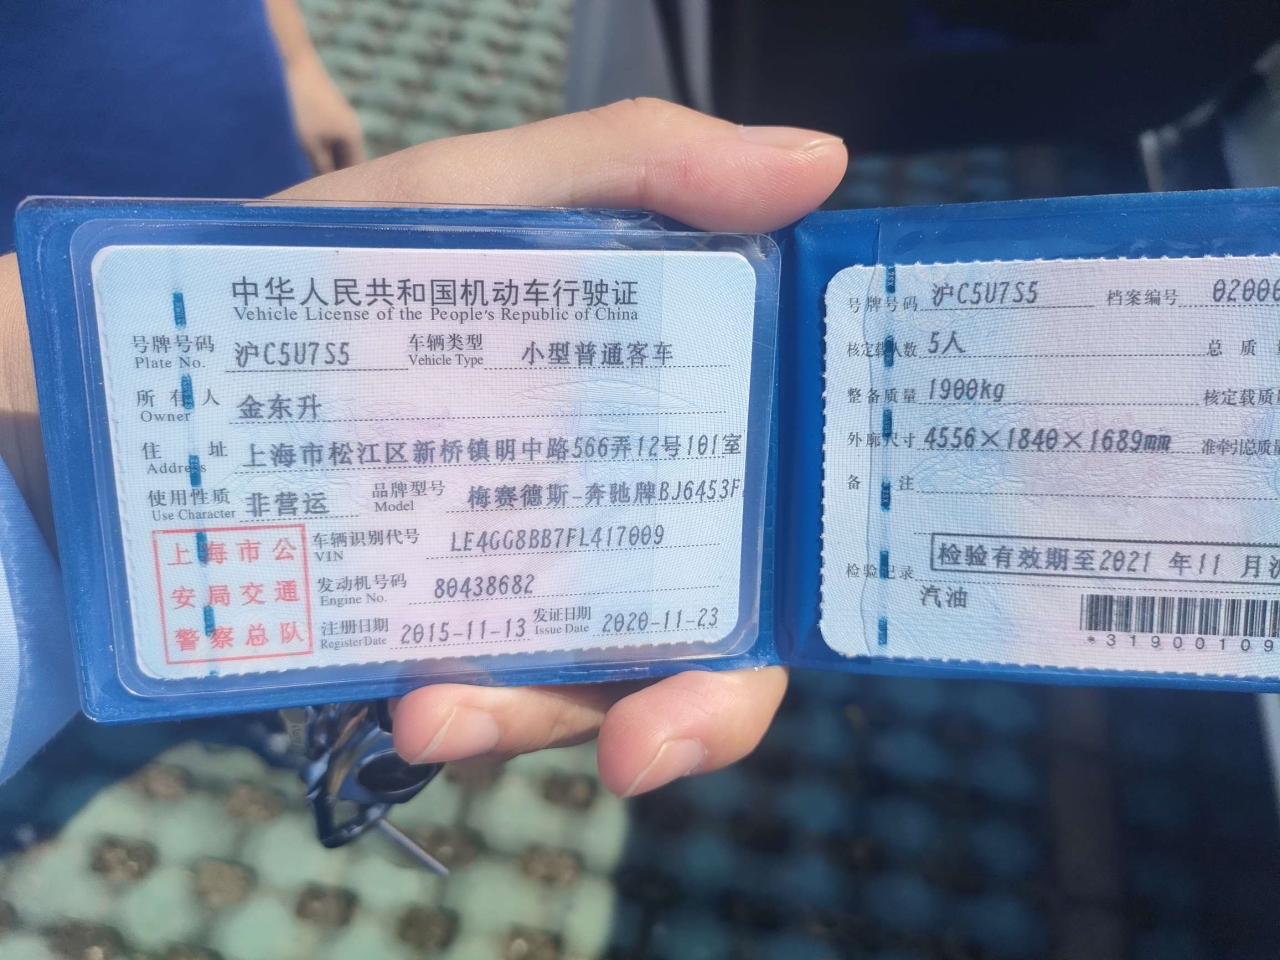 中华人民共和国机动车行驶证
Vehicle License of the People's Republic of China
号牌号码 沪C5U7S5 车辆类型 小型普通客车
Plate No. Vehicle Type
所有人 金东升
Owner
住址 上海市松江区新桥镇明中路566弄12号101室
Address
使用性质 非营运 品牌型号 梅赛德斯-奔驰牌BJ6453F
Use Character Model
上海市公
安局交通
警察总队
车辆识别代号 LE4GG8BB7FL417009
VIN
发动机号码 80438682
Engine No.
注册日期 2015-11-13 发证日期 2020-11-23
Register Date Issue Date
号牌号码 沪C5U7S5 档案编号 02000
核定载人数 5人 总质
整备质量 1900kg 核定载质
外廓尺寸 4556×1840×1689mm 准牵引总质
备注
检验记录 检验有效期至2021年11月
汽油
*31900109